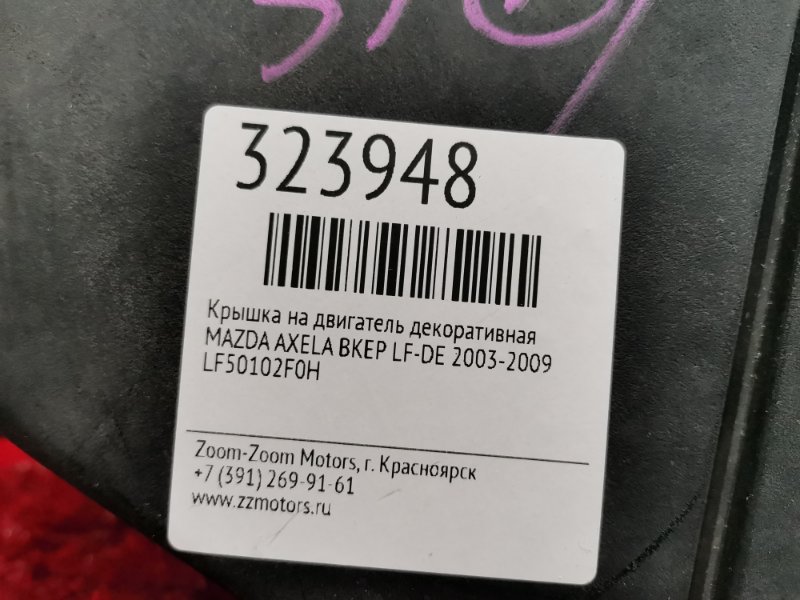 323948
Крышка на двигатель декоративная
MAZDA AXELA BKEP LF-DE 2003-2009
LF50102F0H
Zoom-Zoom Motors, г. Красноярск
+7 (391) 269-91-61
www.zzmotors.ru